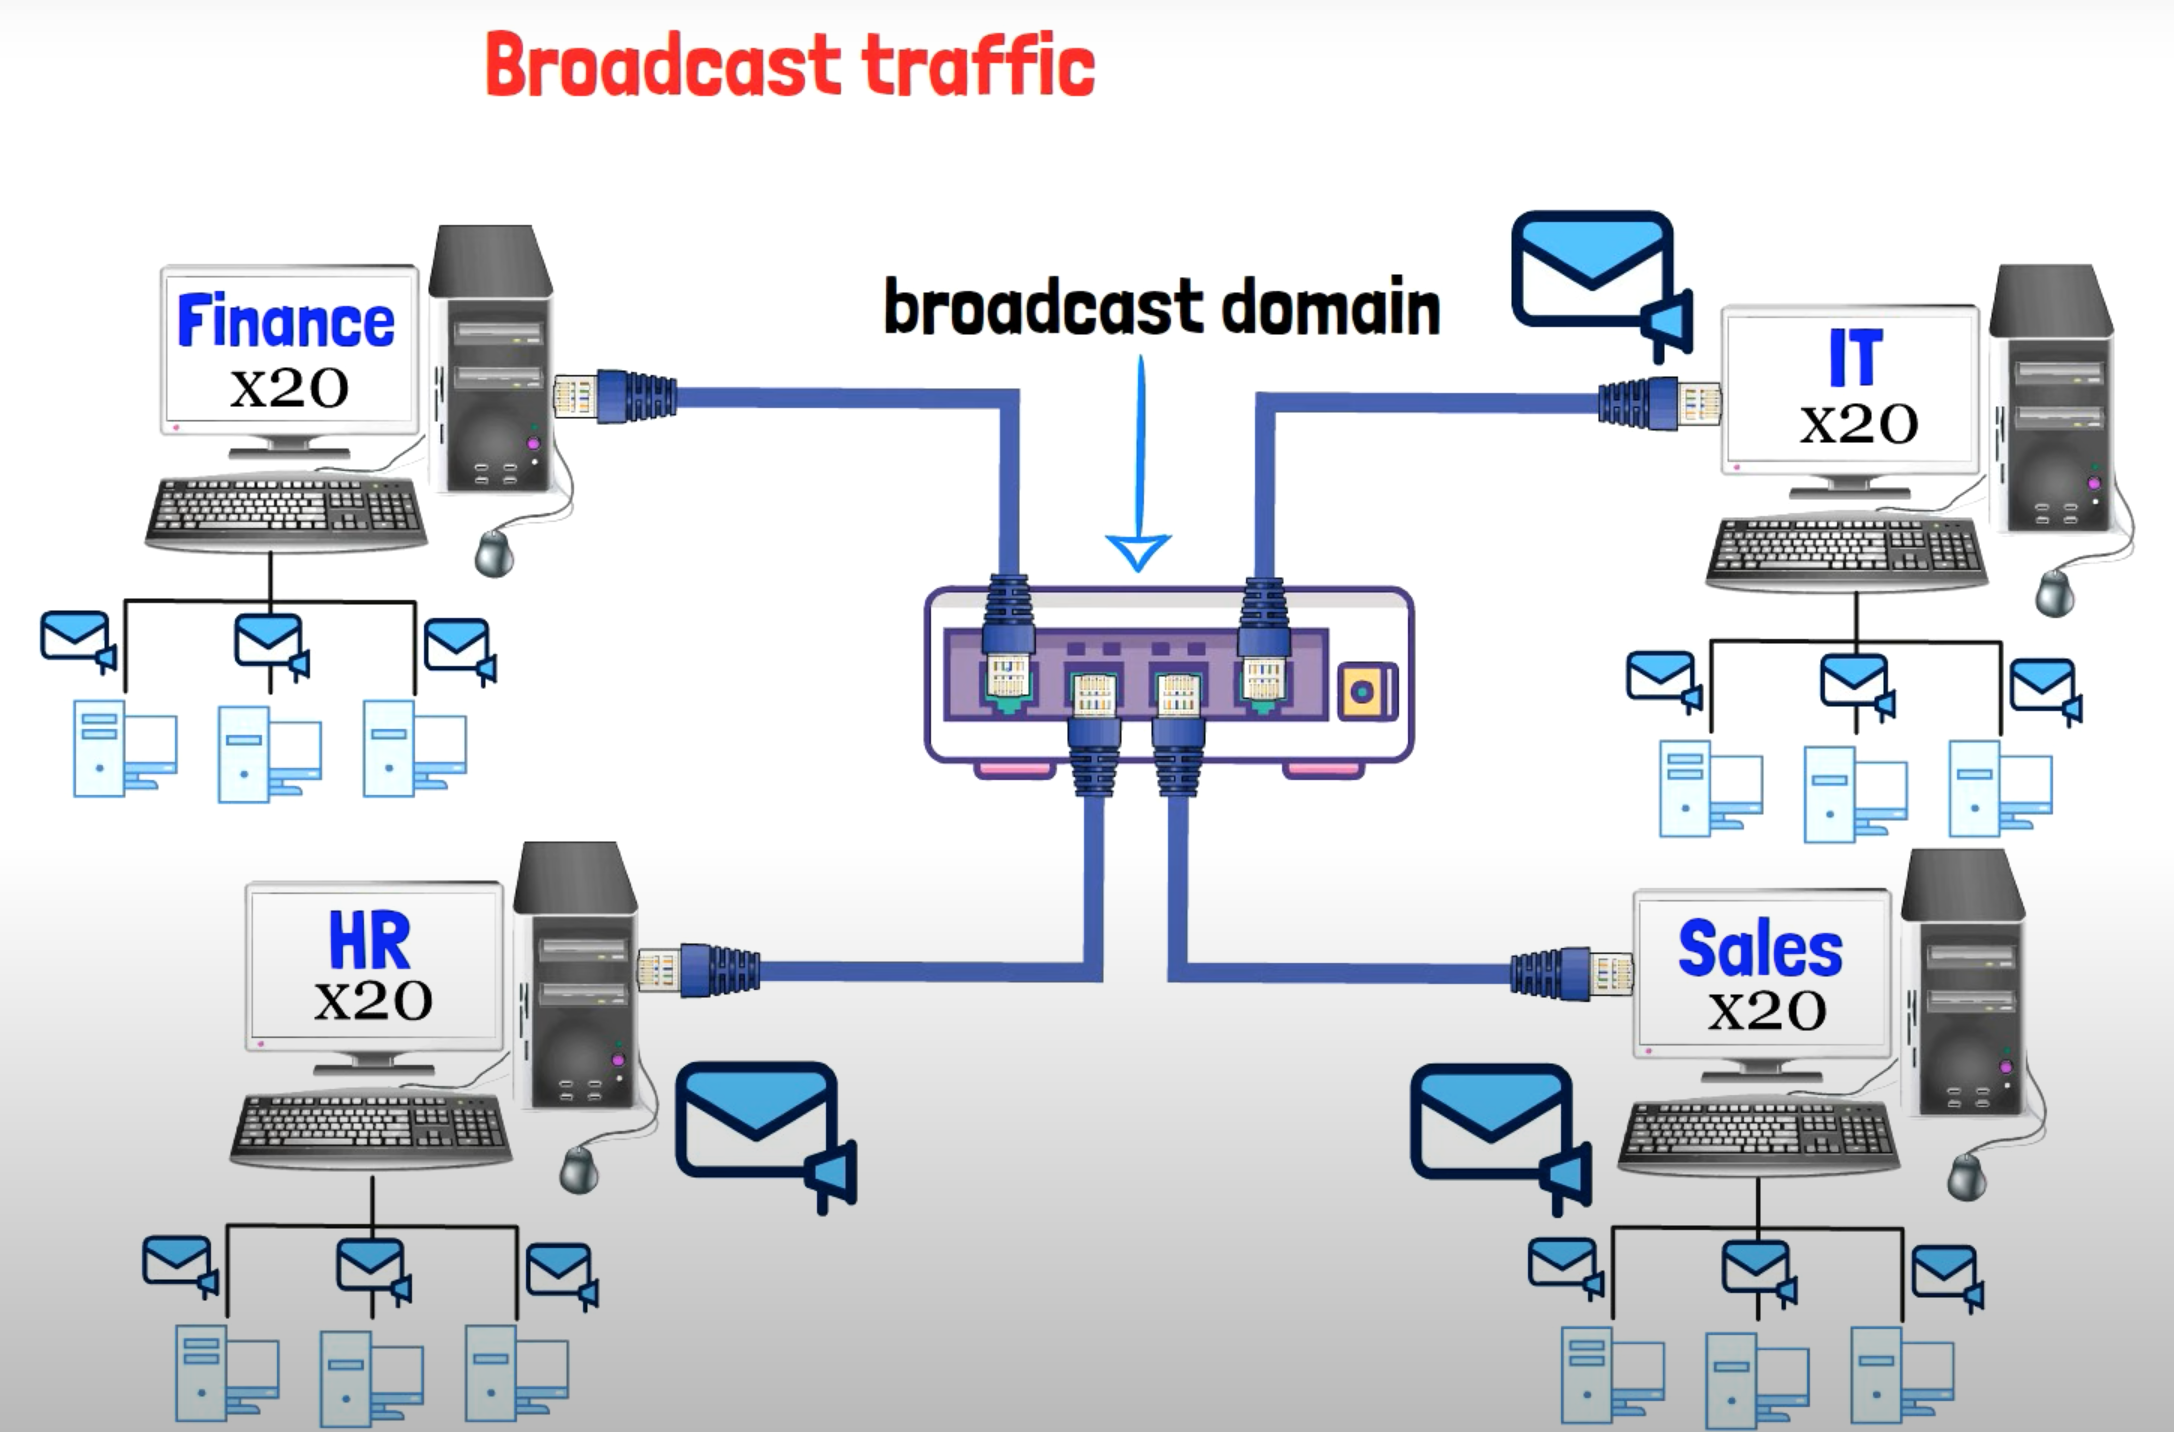 Broadcast traffic
broadcast domain
Finance
x20
IT
x20
HR
x20
Sales
x20